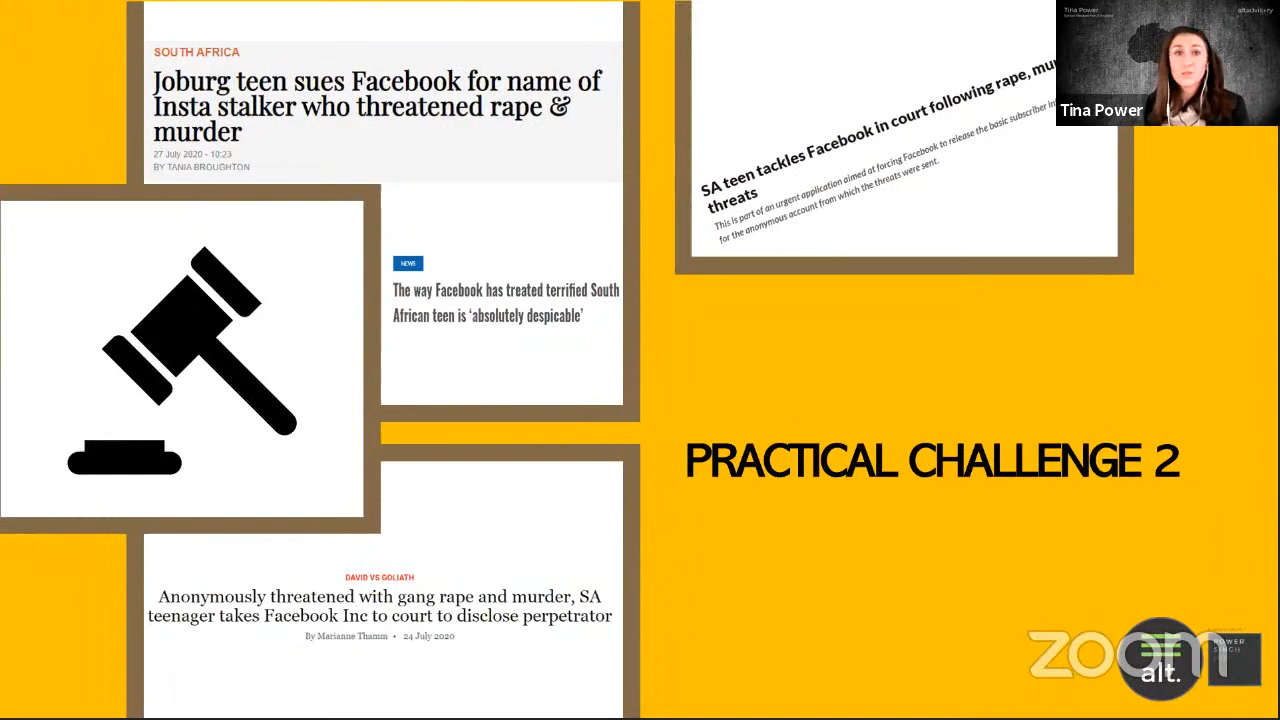 SOUTH AFRICA
Joburg teen sues Facebook for name of
Insta stalker who threatened rape &
murder
27 July 2020 - 10:23
BY TANIA BROUGHTON
NEWS
The way Facebook has treated terrified South
African teen is ‘absolutely despicable’
DAVID VS GOLIATH
Anonymously threatened with gang rape and murder, SA
teenager takes Facebook Inc to court to disclose perpetrator
By Marianne Thamm • 24 July 2020
SA teen tackles Facebook in court following rape,
threats
This is part of an urgent application aimed at forcing Facebook to release the basic subscriber
for the anonymous account from which the threats were sent.
Tina Power
altadvisory
Tina Power
PRACTICAL CHALLENGE 2
zoom
alt.
POWER
SINGH